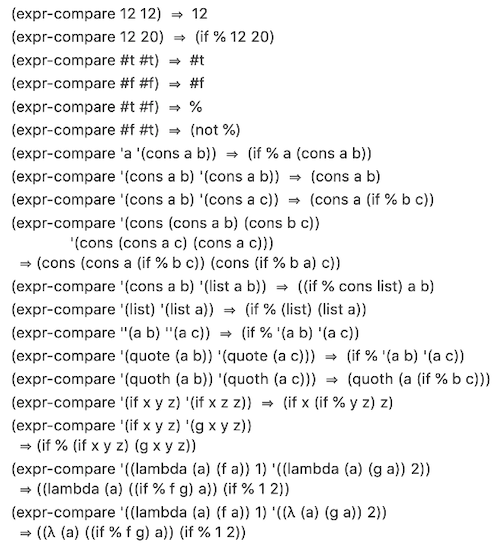 (expr-compare 12 12) ⇒ 12
(expr-compare 12 20) ⇒ (if % 12 20)
(expr-compare #t #t) ⇒ #t
(expr-compare #f #f) ⇒ #f
(expr-compare #t #f) ⇒ %
(expr-compare #f #t) ⇒ (not %)
(expr-compare 'a '(cons a b)) ⇒ (if % a (cons a b))
(expr-compare '(cons a b) '(cons a b)) ⇒ (cons a b)
(expr-compare '(cons a b) '(cons a c)) ⇒ (cons a (if % b c))
(expr-compare '(cons (cons a b) (cons b c))
'(cons (cons a c) (cons a c)))
⇒ (cons (cons a (if % b c)) (cons (if % b a) c))
(expr-compare '(cons a b) '(list a b)) ⇒ ((if % cons list) a b)
(expr-compare '(list) '(list a)) ⇒ (if % (list) (list a))
(expr-compare ''(a b) ''(a c)) ⇒ (if % '(a b) '(a c))
(expr-compare '(quote (a b)) '(quote (a c))) ⇒ (if % '(a b) '(a c))
(expr-compare '(quoth (a b)) '(quoth (a c))) ⇒ (quoth (a (if % b c)))
(expr-compare '(if x y z) '(if x z z)) ⇒ (if x (if % y z) z)
(expr-compare '(if x y z) '(g x y z))
⇒ (if % (if x y z) (g x y z))
(expr-compare '((lambda (a) (f a)) 1) '((lambda (a) (g a)) 2))
⇒ ((lambda (a) ((if % f g) a)) (if % 1 2))
(expr-compare '((lambda (a) (f a)) 1) '((λ (a) (g a)) 2))
⇒ ((λ (a) ((if % f g) a)) (if % 1 2))